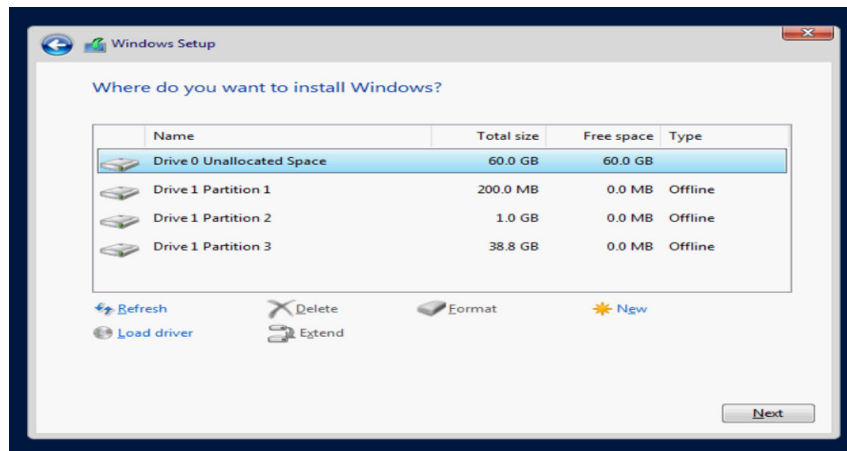 Windows Setup
Where do you want to install Windows?
Name Total size Free space Type
Drive 0 Unallocated Space 60.0 GB 60.0 GB
Drive 1 Partition 1 200.0 MB 0.0 MB Offline
Drive 1 Partition 2 1.0 GB 0.0 MB Offline
Drive 1 Partition 3 38.8 GB 0.0 MB Offline
Refresh Delete Format New
Load driver Extend
Next